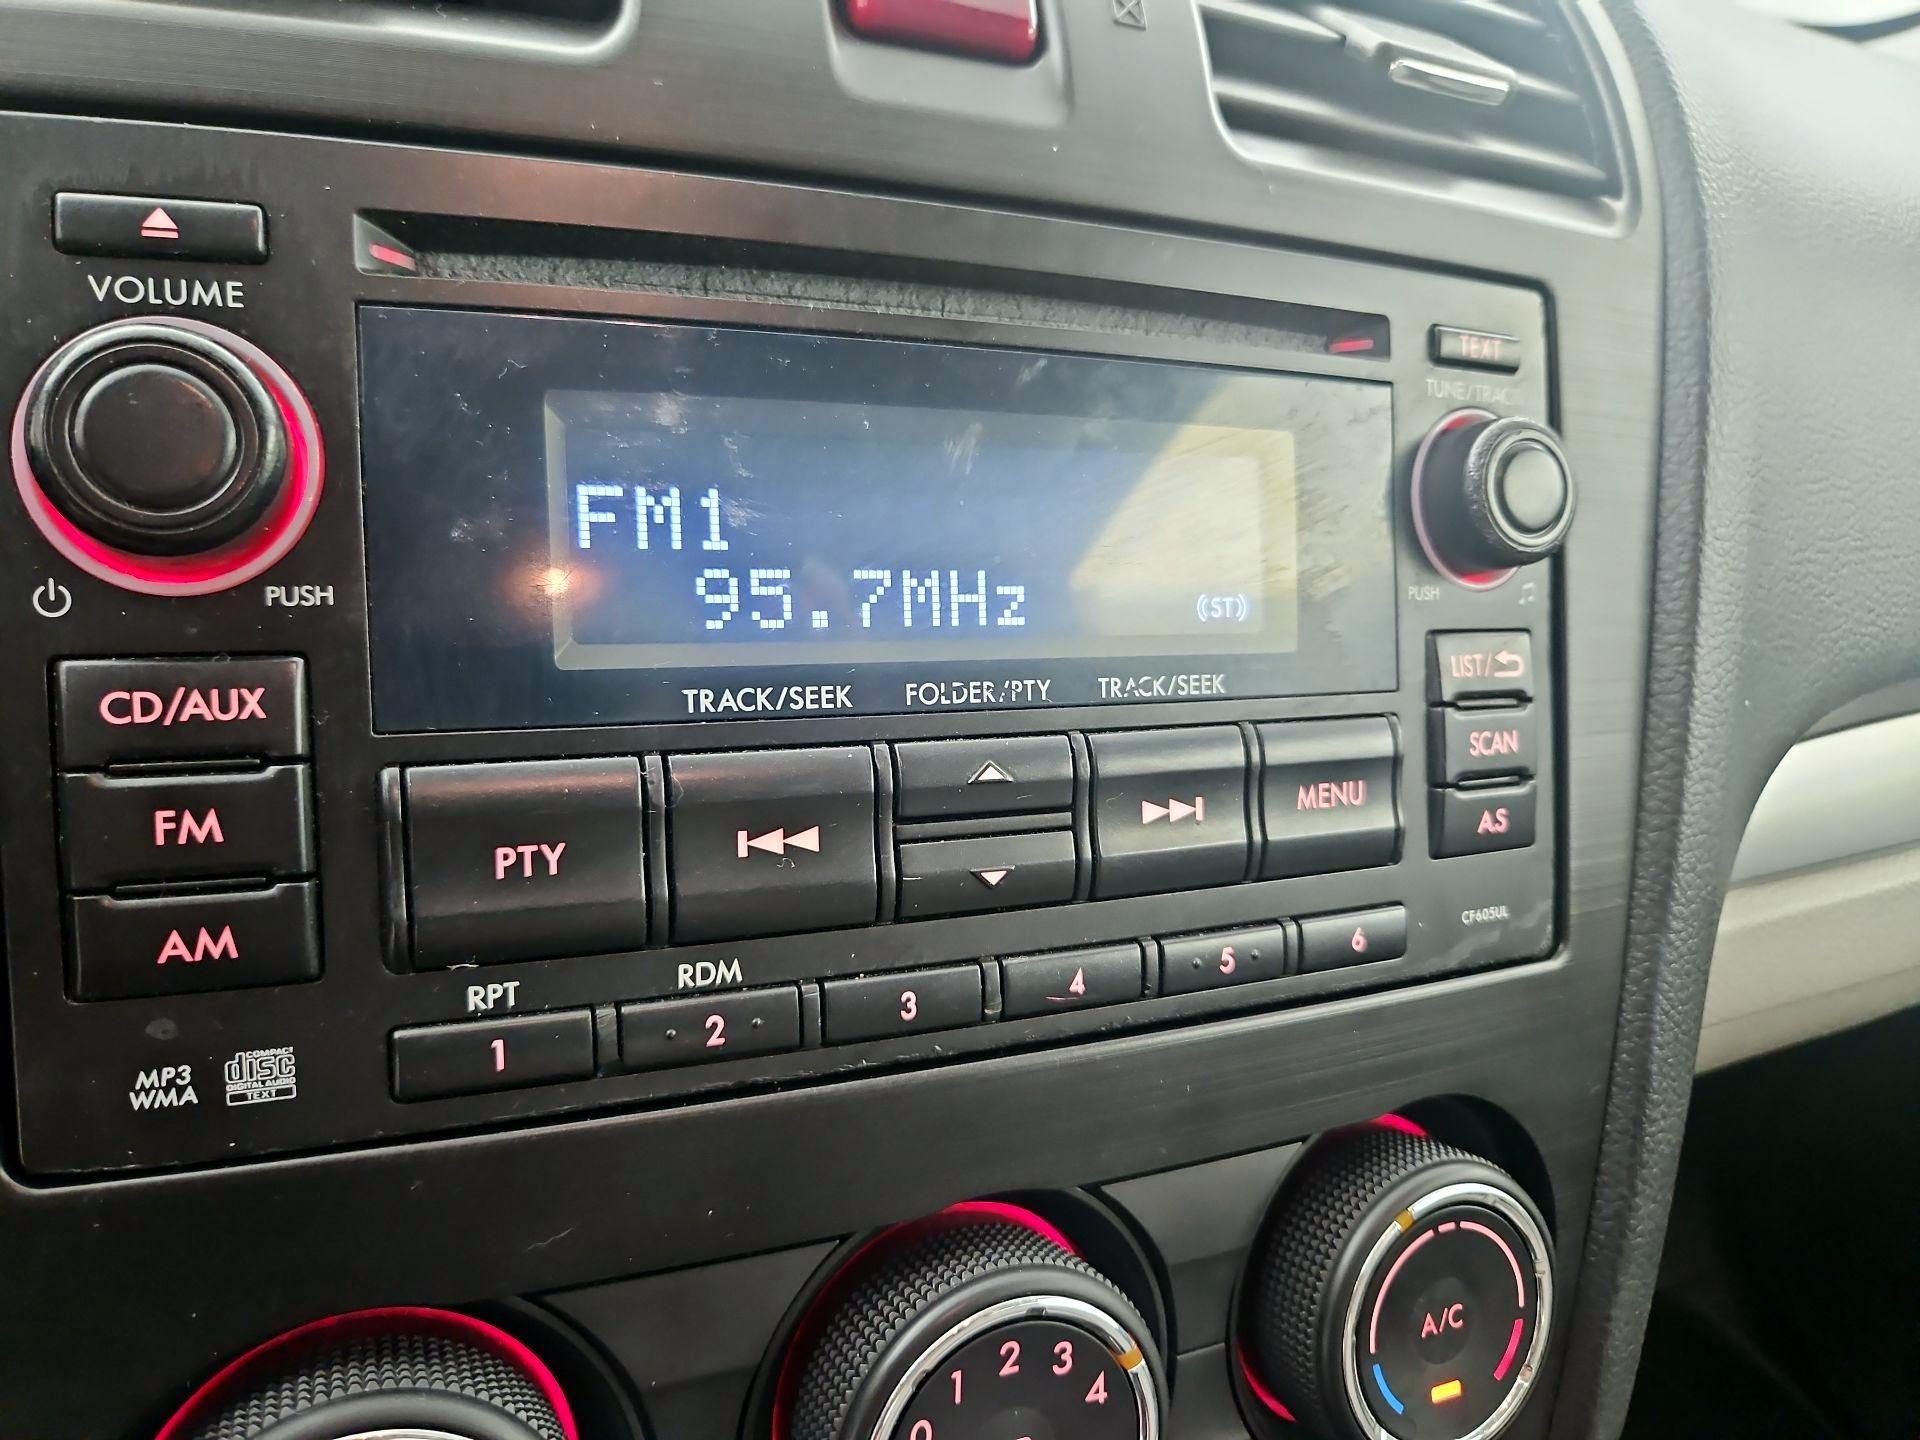 VOLUME
PUSH
CD/AUX
FM
AM
MP3
WMA
COMPACT
disc
DIGITAL AUDIO
TEXT
FM1
95.7MHz
((ST))
TRACK/SEEK FOLDER/PTY TRACK/SEEK
PTY
MENU
RPT
RDM
1
2
3
4
5
6
TEXT
TUNE/TRACK
PUSH
LIST/
SCAN
AS
CF605UL
0
1
2
3
4
A/C